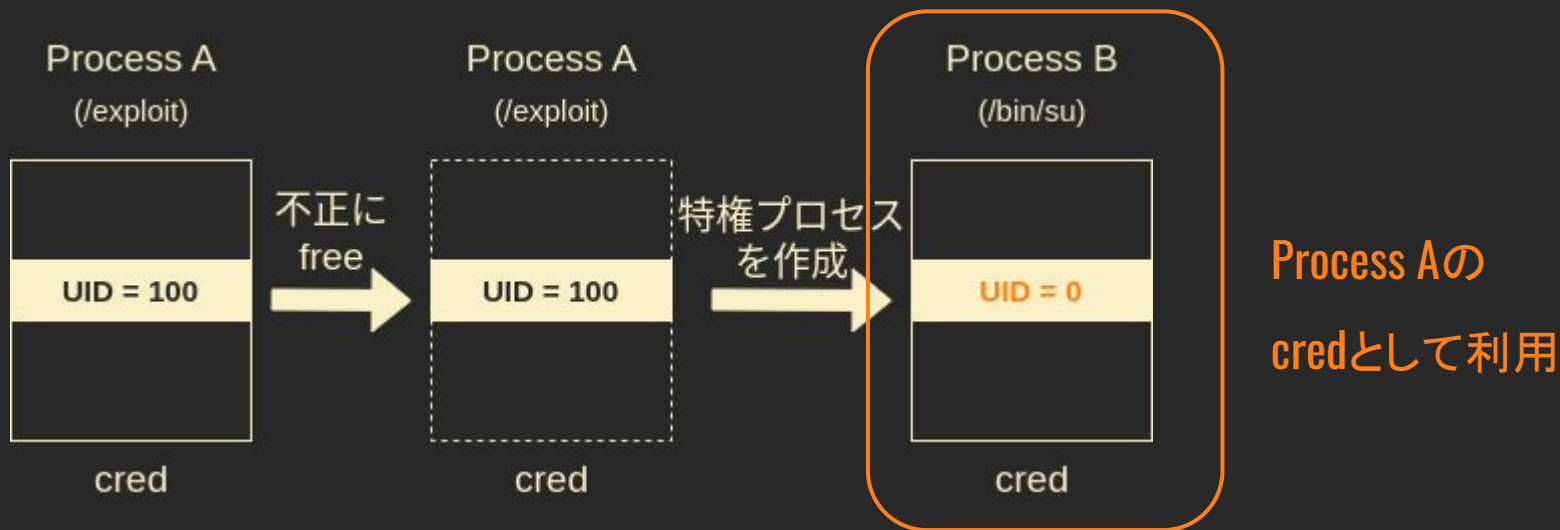 Process A
(/exploit)
UID = 100
cred
不正に
free
Process A
(/exploit)
UID = 100
cred
特権プロセス
を作成
Process B
(/bin/su)
UID = 0
cred
Process Aの
credとして利用